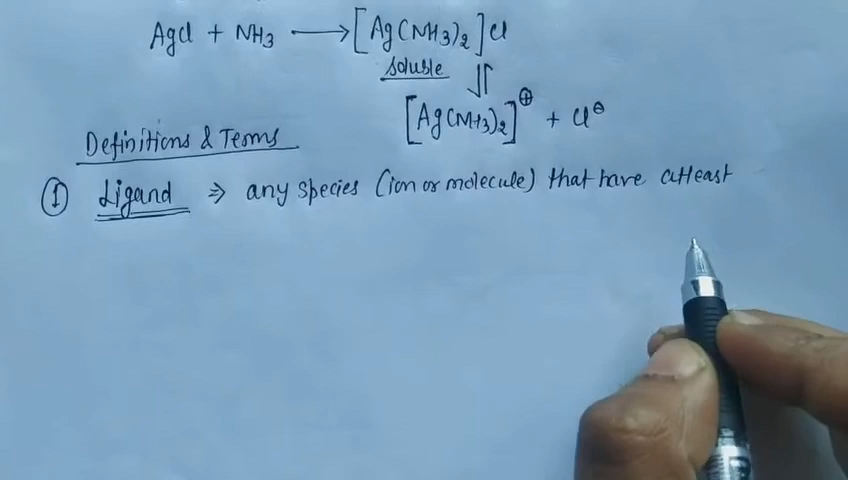 AgCl + NH₃ ⟶ [Ag(NH₃)₂]Cl
soluble ⇌
[Ag(NH₃)₂]⊕ + Cl⊖
Definitions & Terms
① Ligand ⇒ any species (ion or molecule) that have atleast